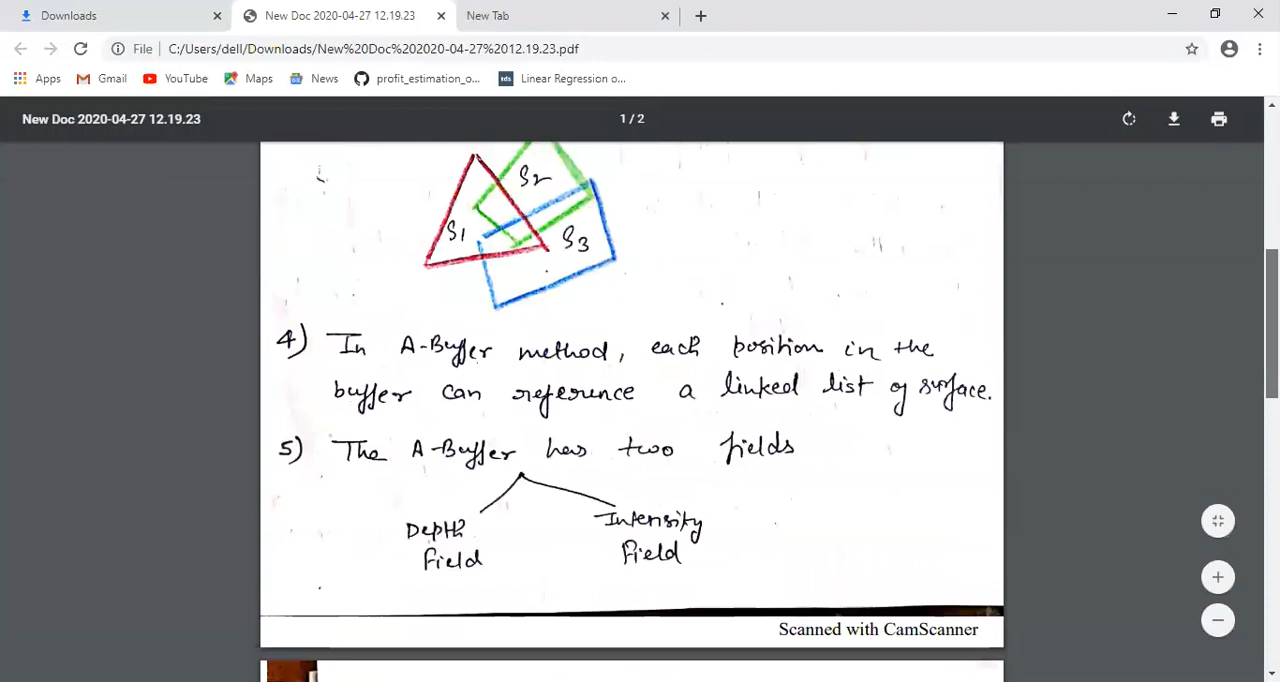 Downloads
New Doc 2020-04-27 12.19.23
New Tab
File
C:/Users/dell/Downloads/New%20Doc%202020-04-27%2012.19.23.pdf
Apps
Gmail
YouTube
Maps
News
profit_estimation_o...
tds
Linear Regression o...
New Doc 2020-04-27 12.19.23
1 / 2
S2
S1
S3
4) In A-Buffer method, each position in the
buffer can reference a linked list of surface.
5) The A-Buffer has two fields
Depth Intensity
field field
Scanned with CamScanner